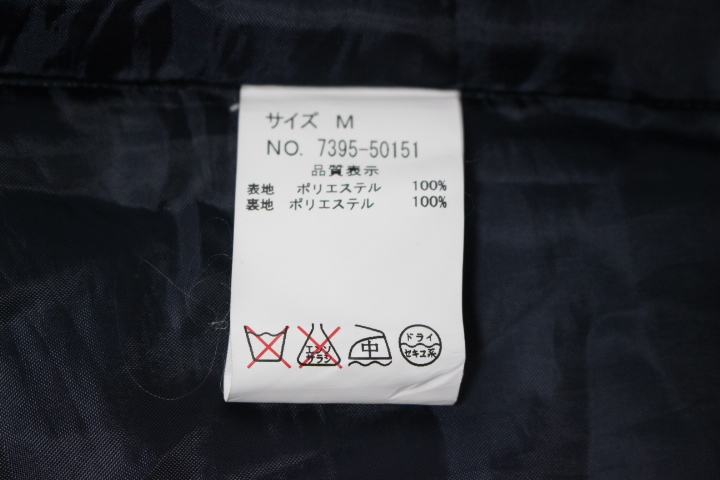 サイズ M
NO. 7395-50151
品質表示
表地 ポリエステル 100%
裏地 ポリエステル 100%
エンソ
サラシ
中
ドライ
セキユ系